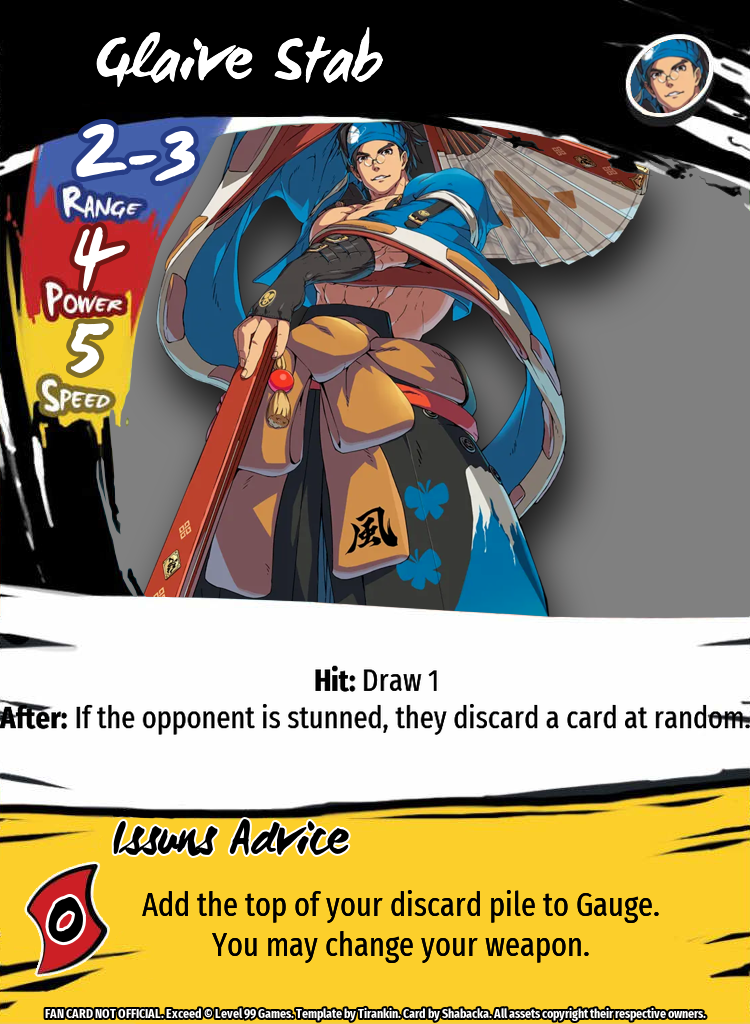 Glaive Stab
2-3
RANGE
4
POWER
5
SPEED
風
Hit: Draw 1
After: If the opponent is stunned, they discard a card at random.
Issuns Advice
0
Add the top of your discard pile to Gauge.
You may change your weapon.
FAN CARD NOT OFFICIAL. Exceed © Level 99 Games. Template by Tirankin. Card by Shabacka. All assets copyright their respective owners.